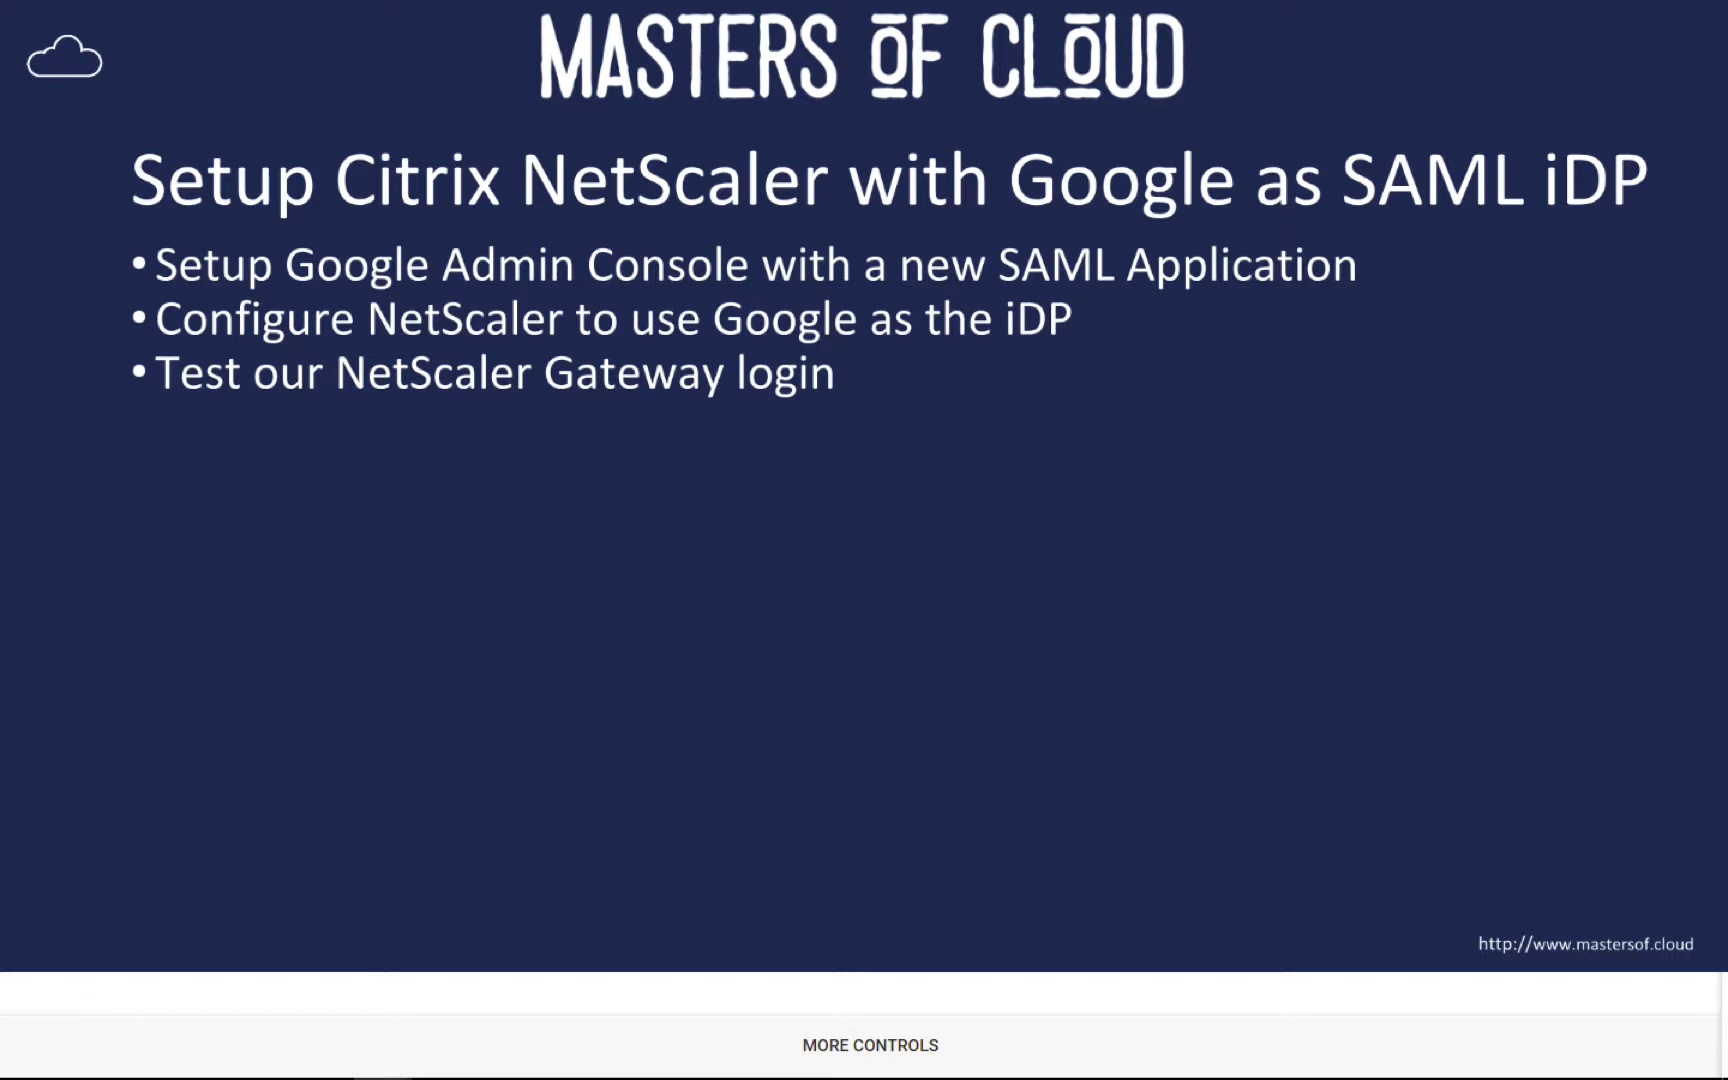 MASTERS OF CLOUD
Setup Citrix NetScaler with Google as SAML iDP
• Setup Google Admin Console with a new SAML Application
• Configure NetScaler to use Google as the iDP
• Test our NetScaler Gateway login
http://www.mastersof.cloud
MORE CONTROLS